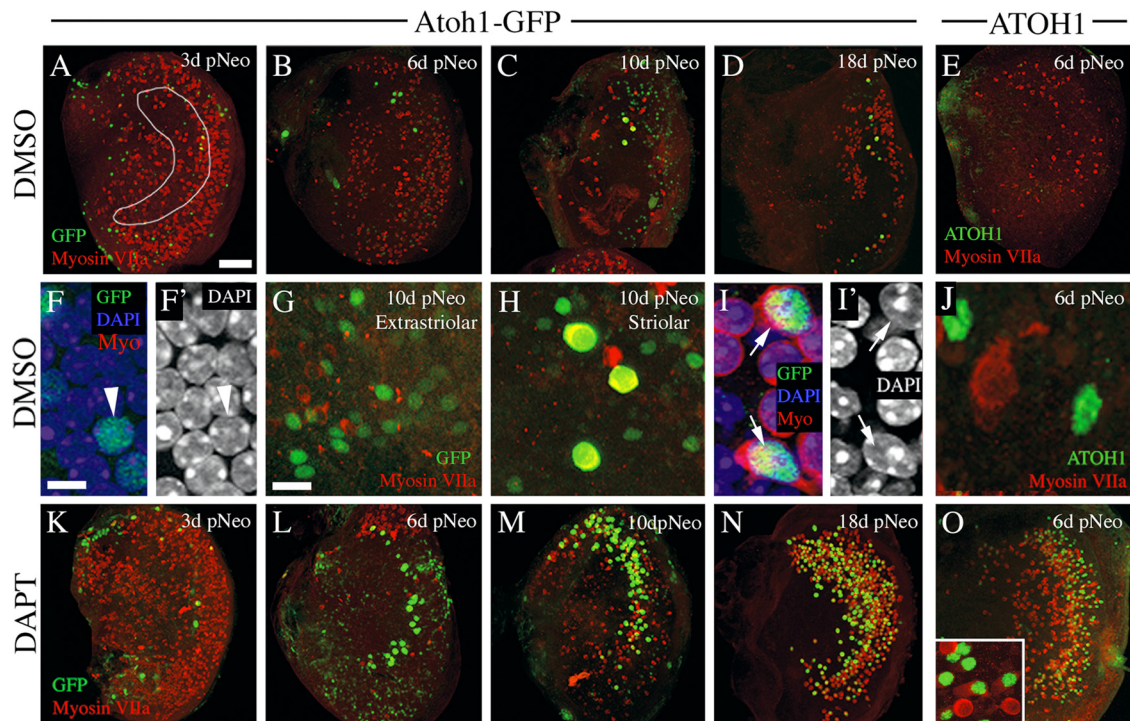 Atoh1-GFP
ATOH1
DMSO
A
3d pNeo
GFP
Myosin VIIa
B
6d pNeo
C
10d pNeo
D
18d pNeo
E
6d pNeo
ATOH1
Myosin VIIa
DMSO
F
GFP
DAPI
Myo
F'
DAPI
G
10d pNeo
Extrastriolar
GFP
Myosin VIIa
H
10d pNeo
Striolar
I
GFP
DAPI
Myo
I'
DAPI
J
6d pNeo
ATOH1
Myosin VIIa
DAPT
K
3d pNeo
GFP
Myosin VIIa
L
6d pNeo
M
10dpNeo
N
18d pNeo
O
6d pNeo